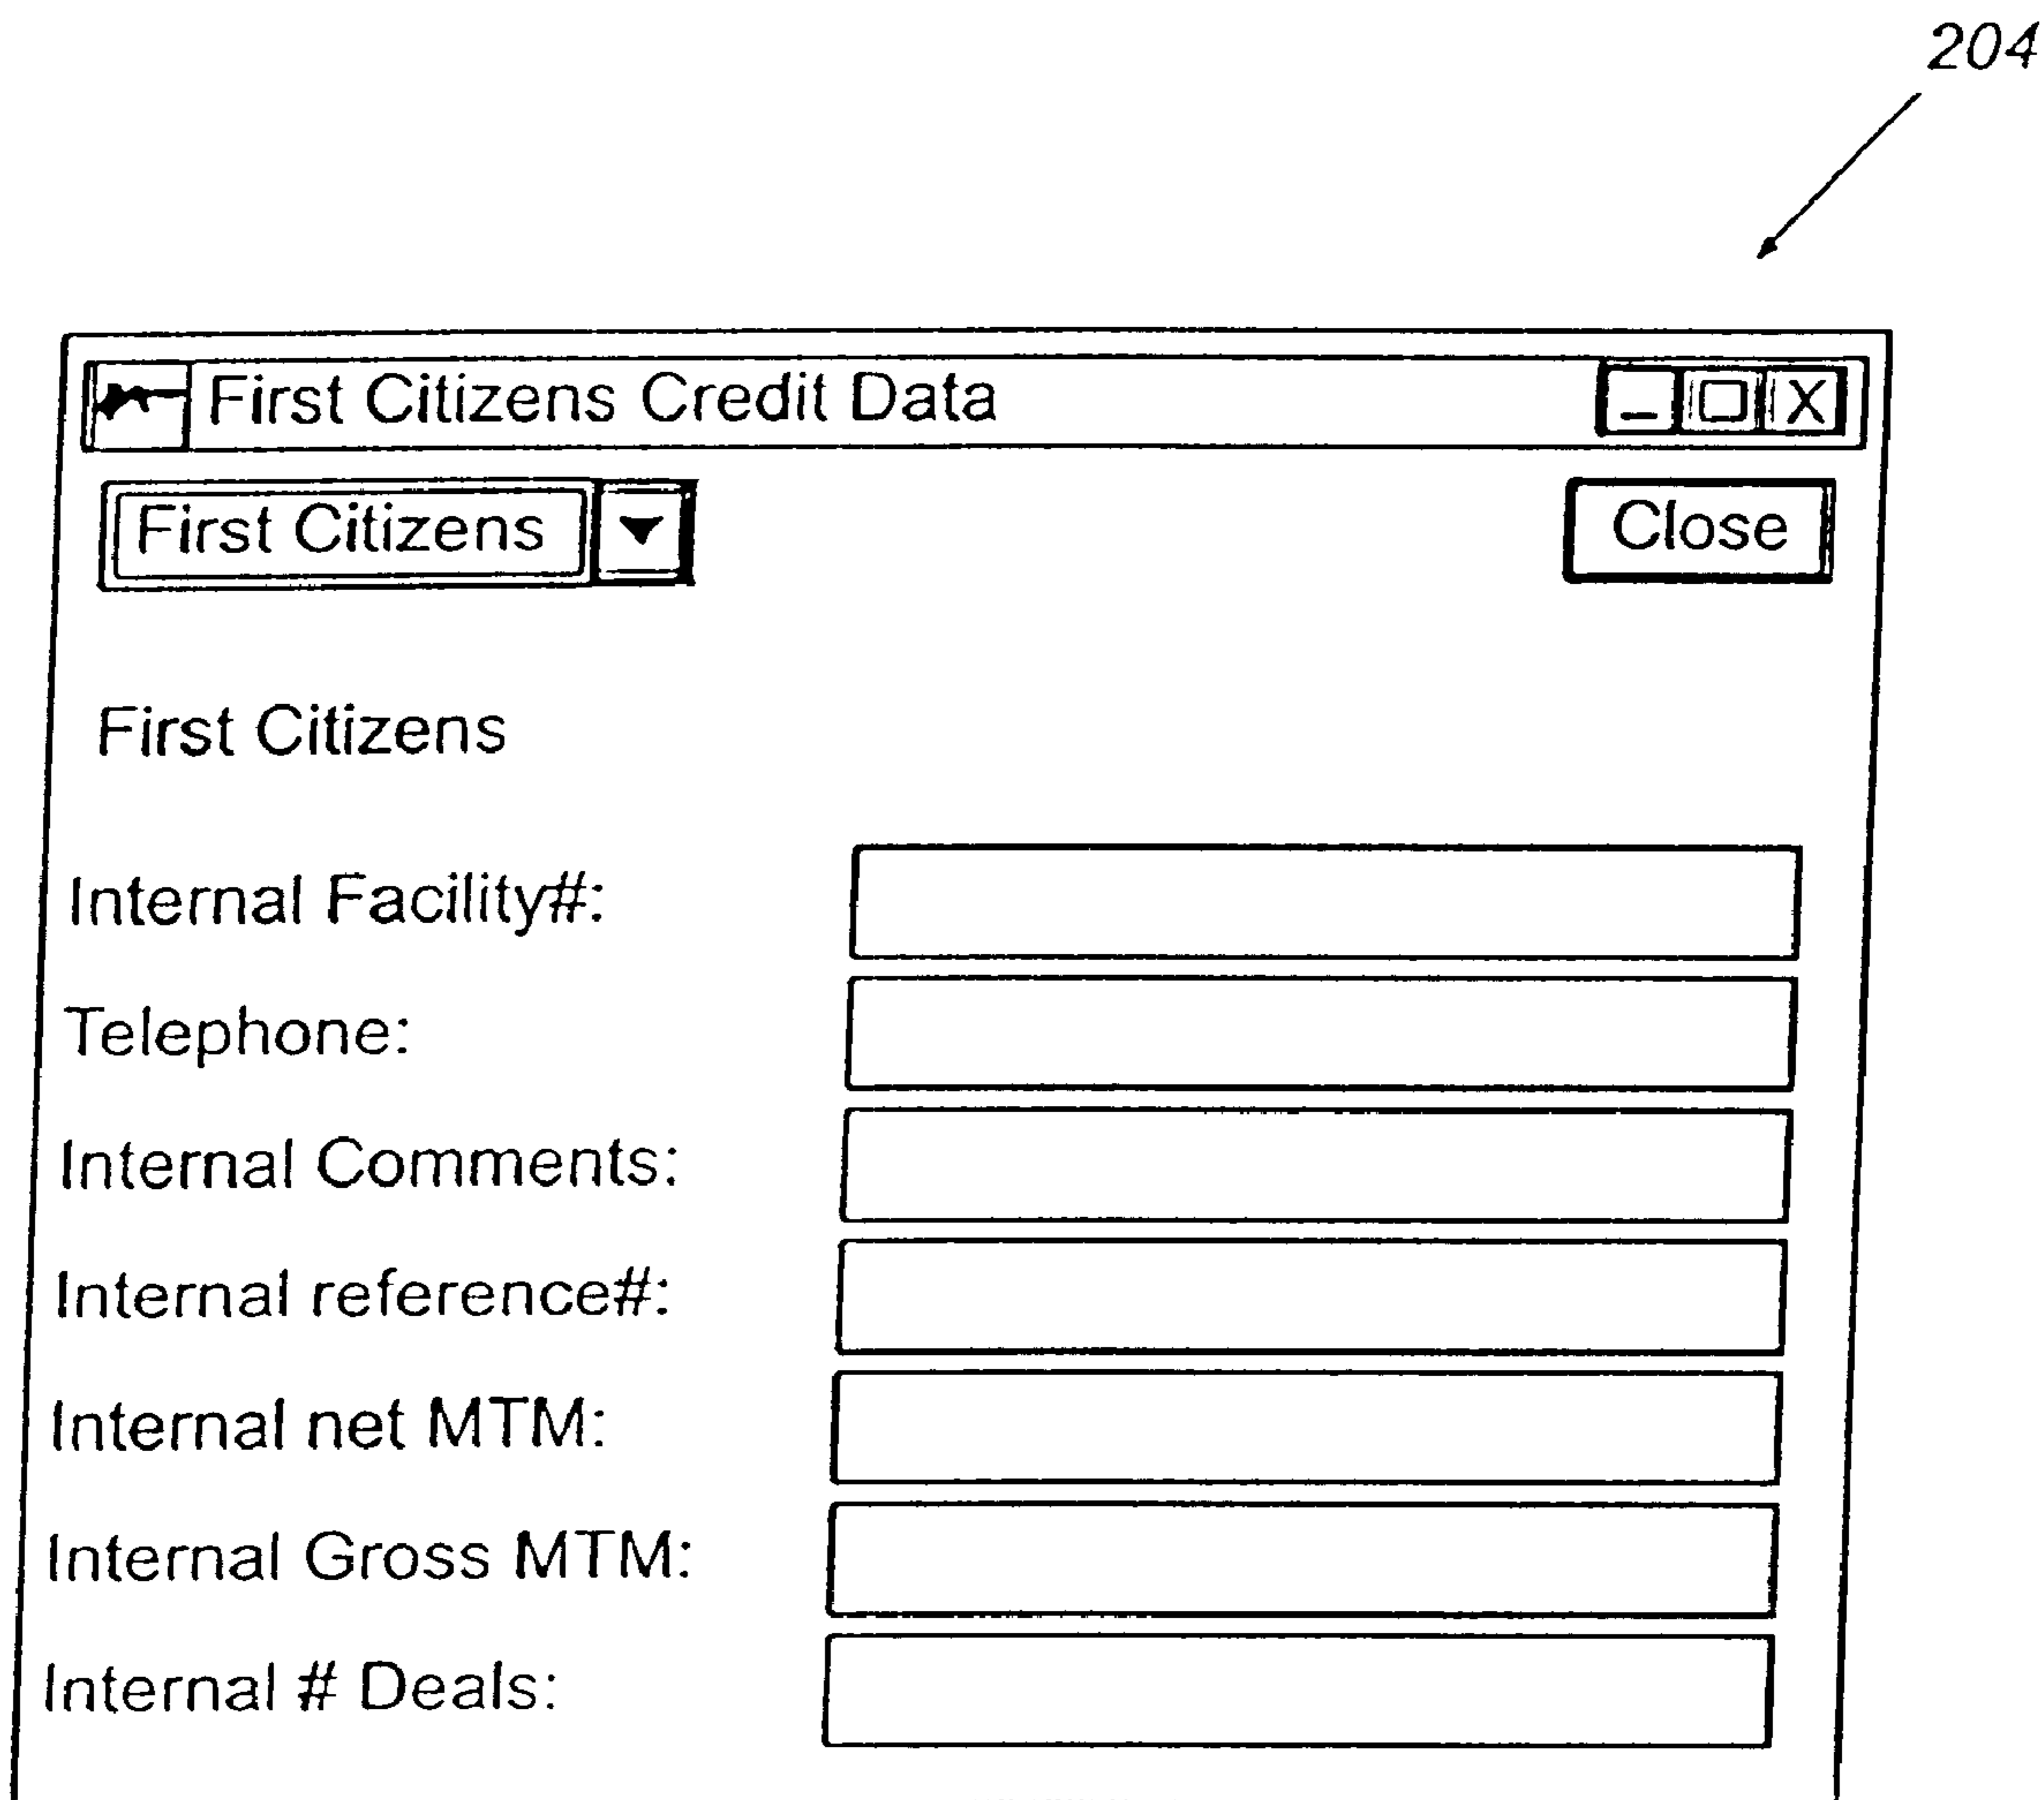 204
First Citizens Credit Data
First Citizens Close
First Citizens
Internal Facility#:
Telephone:
Internal Comments:
Internal reference#:
Internal net MTM:
Internal Gross MTM:
Internal # Deals: